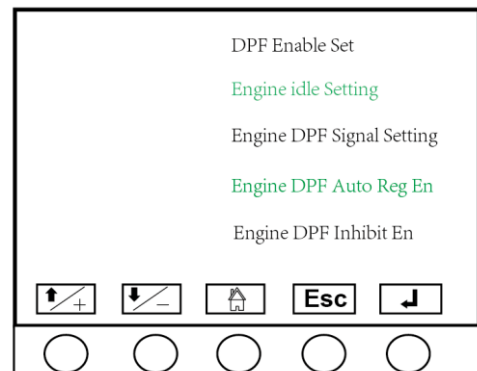 DPF Enable Set
Engine idle Setting
Engine DPF Signal Setting
Engine DPF Auto Reg En
Engine DPF Inhibit En
/+ /− Esc